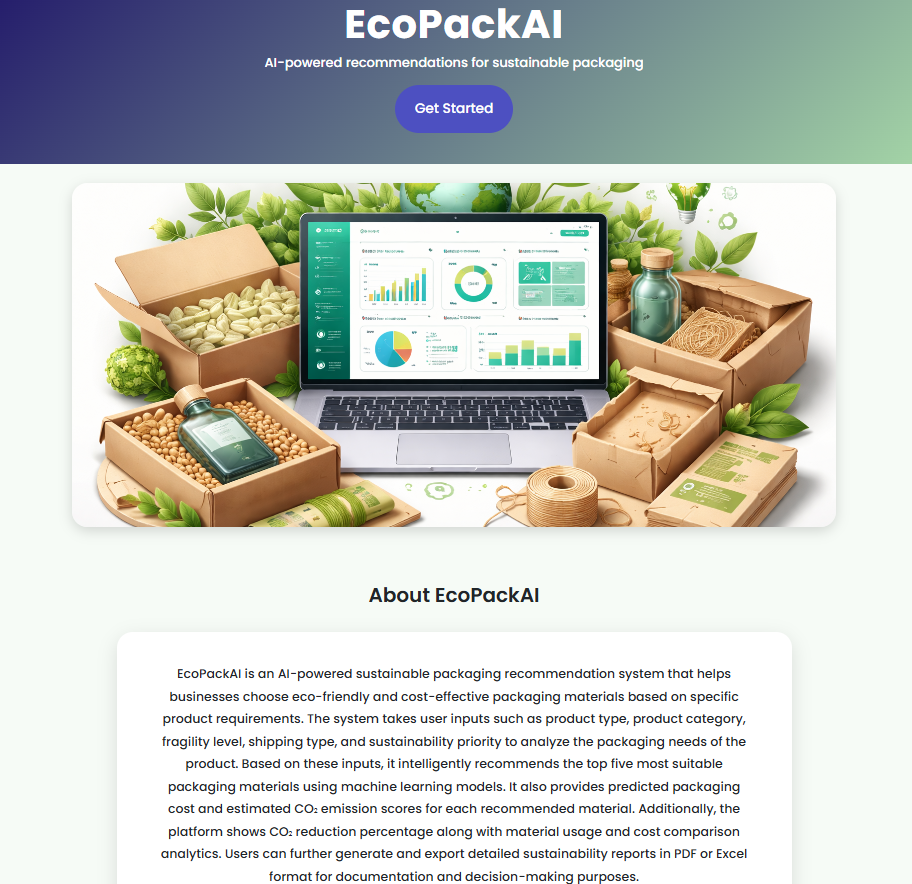 EcoPackAI
AI-powered recommendations for sustainable packaging
Get Started
About EcoPackAI
EcoPackAI is an AI-powered sustainable packaging recommendation system that helps
businesses choose eco-friendly and cost-effective packaging materials based on specific
product requirements. The system takes user inputs such as product type, product category,
fragility level, shipping type, and sustainability priority to analyze the packaging needs of the
product. Based on these inputs, it intelligently recommends the top five most suitable
packaging materials using machine learning models. It also provides predicted packaging
cost and estimated CO₂ emission scores for each recommended material. Additionally, the
platform shows CO₂ reduction percentage along with material usage and cost comparison
analytics. Users can further generate and export detailed sustainability reports in PDF or Excel
format for documentation and decision-making purposes.